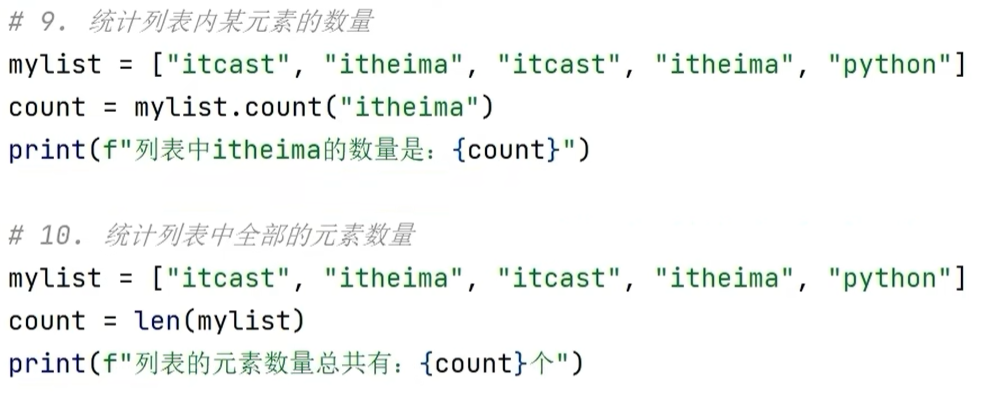 # 9. 统计列表内某元素的数量
mylist = ["itcast", "itheima", "itcast", "itheima", "python"]
count = mylist.count("itheima")
print(f"列表中itheima的数量是：{count}")
# 10. 统计列表中全部的元素数量
mylist = ["itcast", "itheima", "itcast", "itheima", "python"]
count = len(mylist)
print(f"列表的元素数量总共有：{count}个")